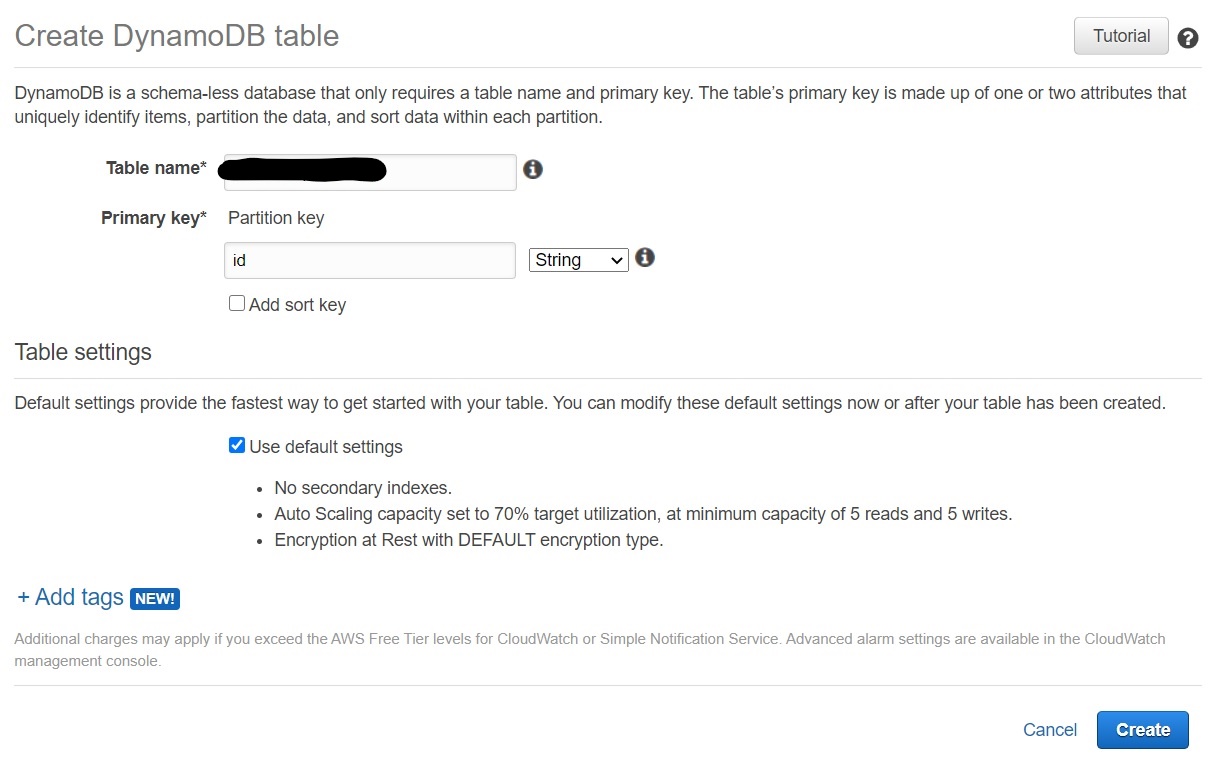 Create DynamoDB table
Tutorial
DynamoDB is a schema-less database that only requires a table name and primary key. The table's primary key is made up of one or two attributes that
uniquely identify items, partition the data, and sort data within each partition.
Table name*
Primary key* Partition key
id String
Add sort key
Table settings
Default settings provide the fastest way to get started with your table. You can modify these default settings now or after your table has been created.
Use default settings
• No secondary indexes.
• Auto Scaling capacity set to 70% target utilization, at minimum capacity of 5 reads and 5 writes.
• Encryption at Rest with DEFAULT encryption type.
+ Add tags NEW!
Additional charges may apply if you exceed the AWS Free Tier levels for CloudWatch or Simple Notification Service. Advanced alarm settings are available in the CloudWatch
management console.
Cancel Create